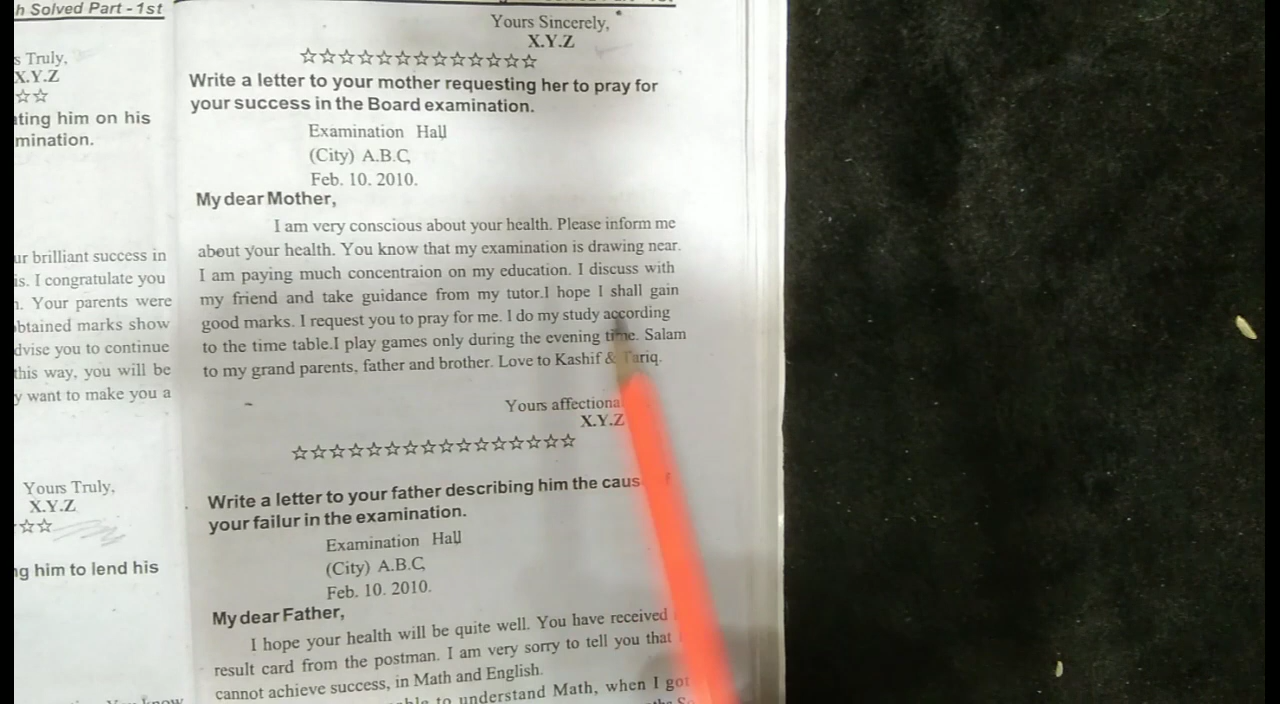 h Solved Part - 1st
s Truly,
X.Y.Z
☆☆
ating him on his
mination.
ur brilliant success in
is. I congratulate you
n. Your parents were
obtained marks show
dvise you to continue
this way, you will be
y want to make you a
Yours Truly,
X.Y.Z
☆☆
ng him to lend his
Yours Sincerely,
X.Y.Z
☆☆☆☆☆☆☆☆☆☆☆☆☆
Write a letter to your mother requesting her to pray for
your success in the Board examination.
Examination Hall
(City) A.B.C,
Feb. 10. 2010.
My dear Mother,
I am very conscious about your health. Please inform me
about your health. You know that my examination is drawing near.
I am paying much concentraion on my education. I discuss with
my friend and take guidance from my tutor.I hope I shall gain
good marks. I request you to pray for me. I do my study according
to the time table.I play games only during the evening time. Salam
to my grand parents, father and brother. Love to Kashif & Tariq.
Yours affectiona
X.Y.Z
☆☆☆☆☆☆☆☆☆☆☆☆☆☆☆
Write a letter to your father describing him the caus
your failur in the examination.
Examination Hall
(City) A.B.C,
Feb. 10. 2010.
My dear Father,
I hope your health will be quite well. You have received
result card from the postman. I am very sorry to tell you that
cannot achieve success, in Math and English.
to understand Math, when I got